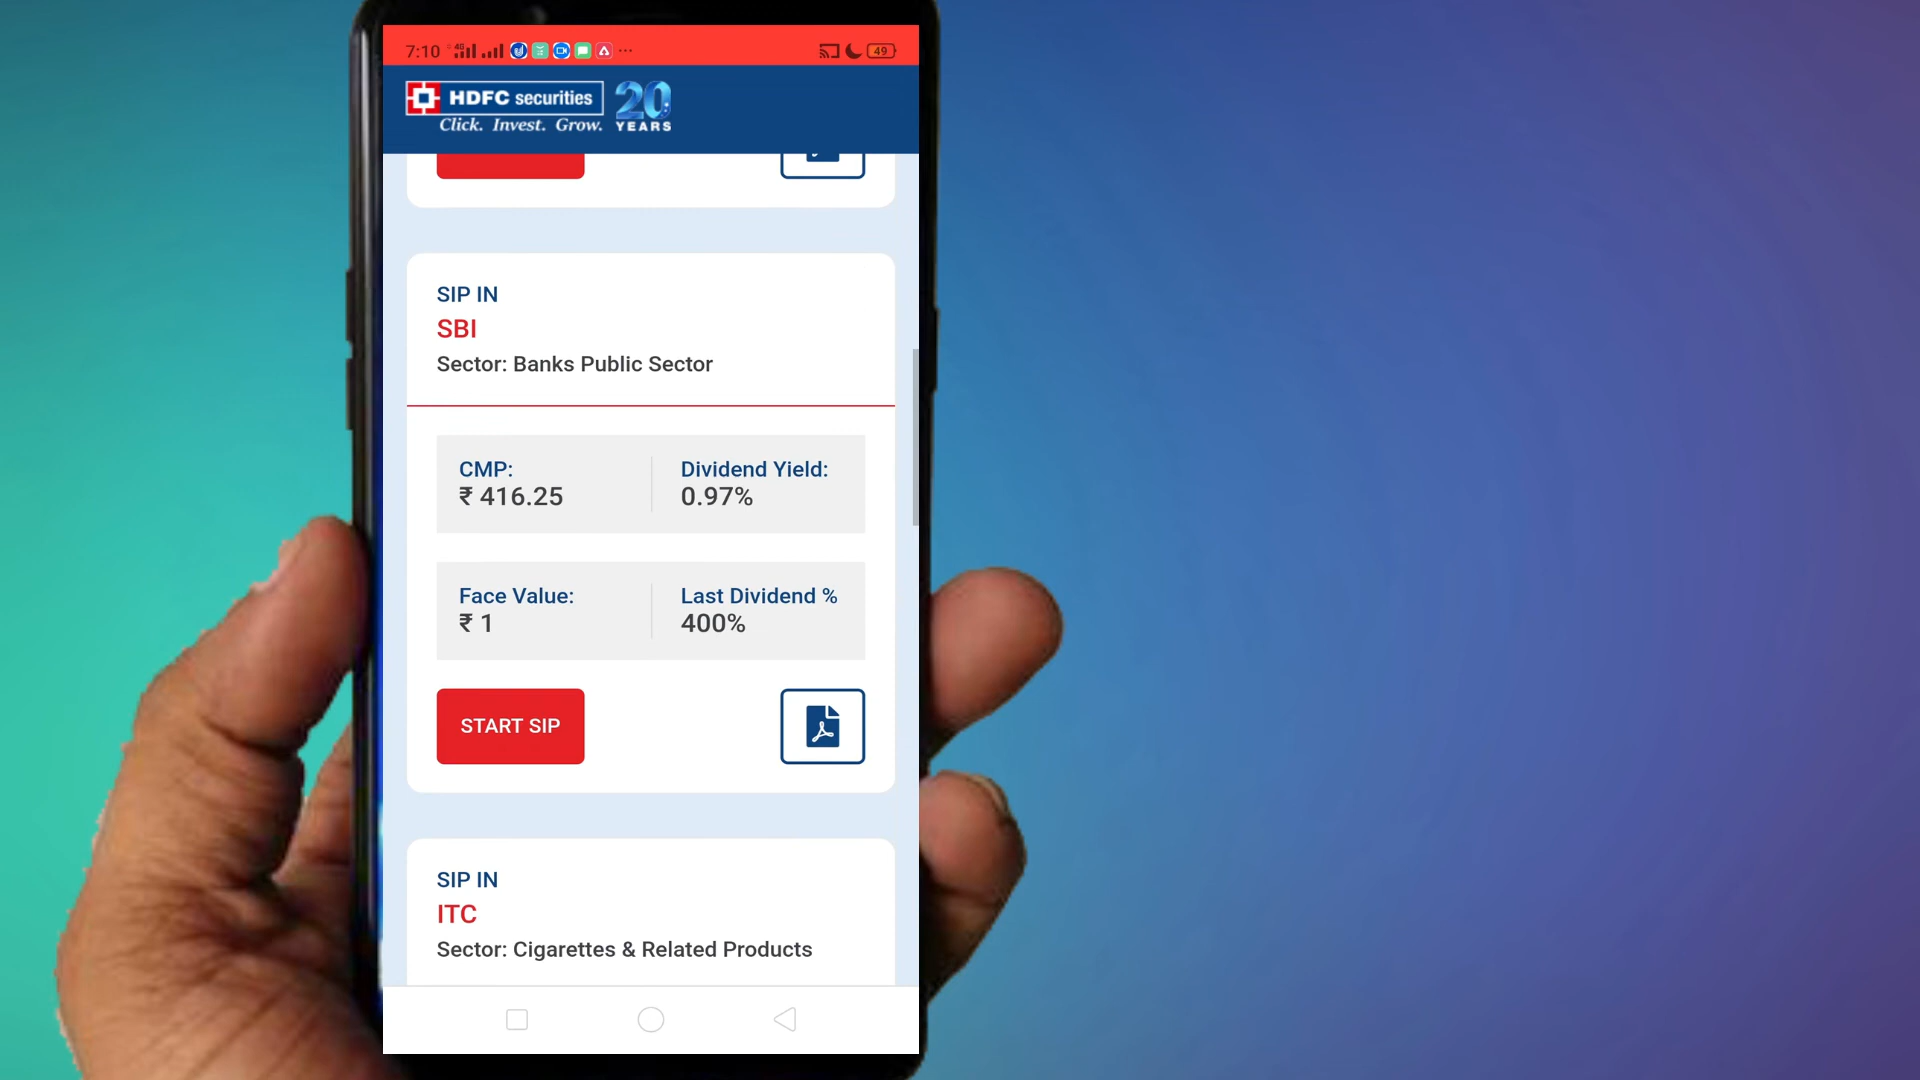 7:10 4G 49
HDFC securities
Click. Invest. Grow.
20
YEARS
SIP IN
SBI
Sector: Banks Public Sector
CMP:
₹ 416.25
Dividend Yield:
0.97%
Face Value:
₹ 1
Last Dividend %
400%
START SIP
SIP IN
ITC
Sector: Cigarettes & Related Products